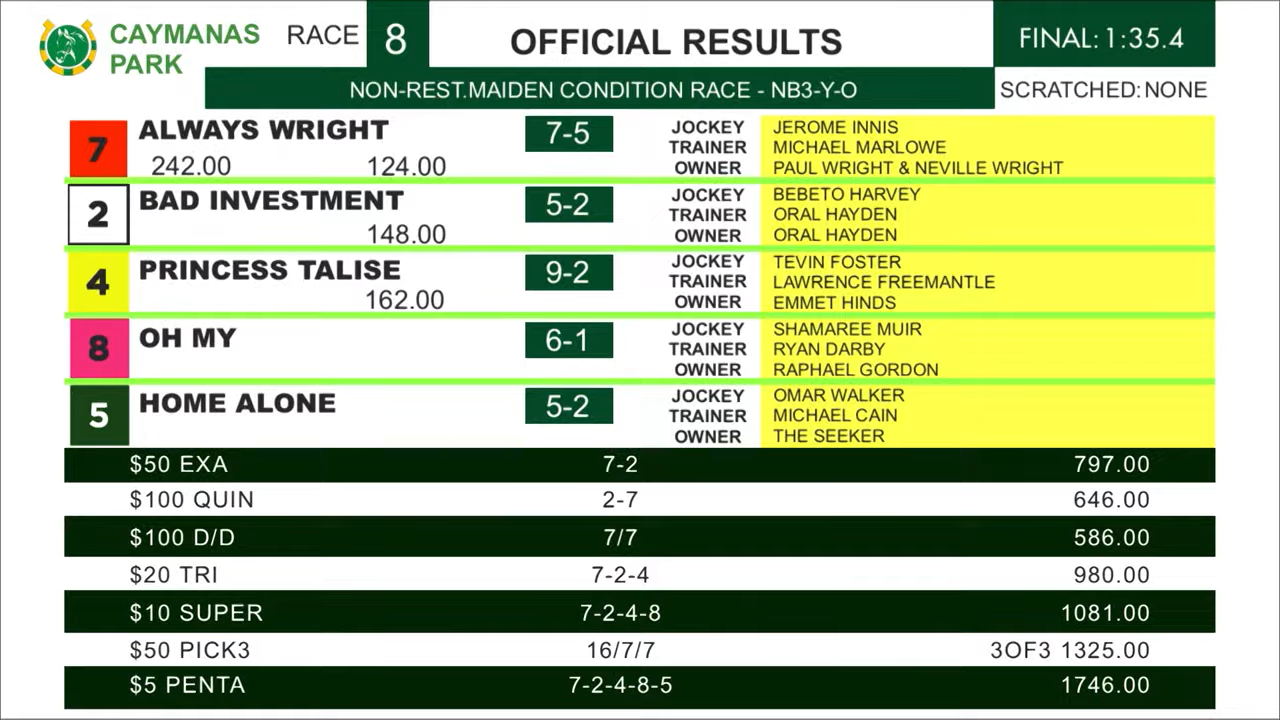 CAYMANAS PARK
RACE 8
OFFICIAL RESULTS
FINAL: 1:35.4
NON-REST.MAIDEN CONDITION RACE - NB3-Y-O
SCRATCHED: NONE
7 ALWAYS WRIGHT 7-5 JOCKEY JEROME INNIS
TRAINER MICHAEL MARLOWE
242.00 124.00 OWNER PAUL WRIGHT & NEVILLE WRIGHT
2 BAD INVESTMENT 5-2 JOCKEY BEBETO HARVEY
TRAINER ORAL HAYDEN
148.00 OWNER ORAL HAYDEN
4 PRINCESS TALISE 9-2 JOCKEY TEVIN FOSTER
TRAINER LAWRENCE FREEMANTLE
162.00 OWNER EMMET HINDS
8 OH MY 6-1 JOCKEY SHAMAREE MUIR
TRAINER RYAN DARBY
OWNER RAPHAEL GORDON
5 HOME ALONE 5-2 JOCKEY OMAR WALKER
TRAINER MICHAEL CAIN
OWNER THE SEEKER
$50 EXA 7-2 797.00
$100 QUIN 2-7 646.00
$100 D/D 7/7 586.00
$20 TRI 7-2-4 980.00
$10 SUPER 7-2-4-8 1081.00
$50 PICK3 16/7/7 3OF3 1325.00
$5 PENTA 7-2-4-8-5 1746.00